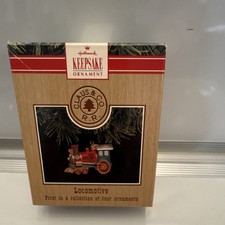 Hallmark
KEEPSAKE
ORNAMENT
CLAUS & CO.
R.R.
Locomotive
First in a collection of four ornaments